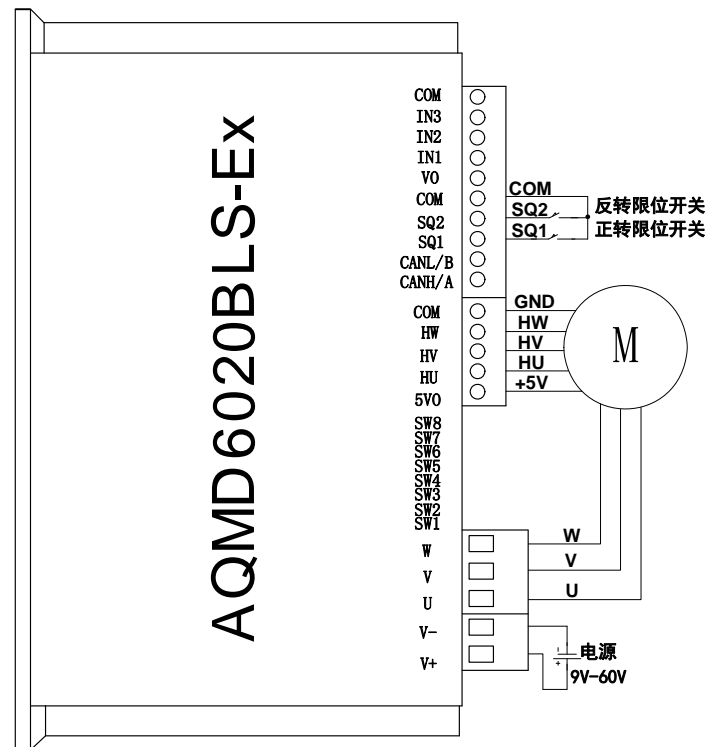 AQMD6020BLS-Ex
COM
IN3
IN2
IN1
VO
COM
SQ2
SQ1
CANL/B
CANH/A
COM
HW
HV
HU
5VO
SW8
SW7
SW6
SW5
SW4
SW3
SW2
SW1
W
V
U
V-
V+
COM
SQ2 反转限位开关
SQ1 正转限位开关
GND
HW
HV
HU
+5V
M
W
V
U
电源
9V-60V